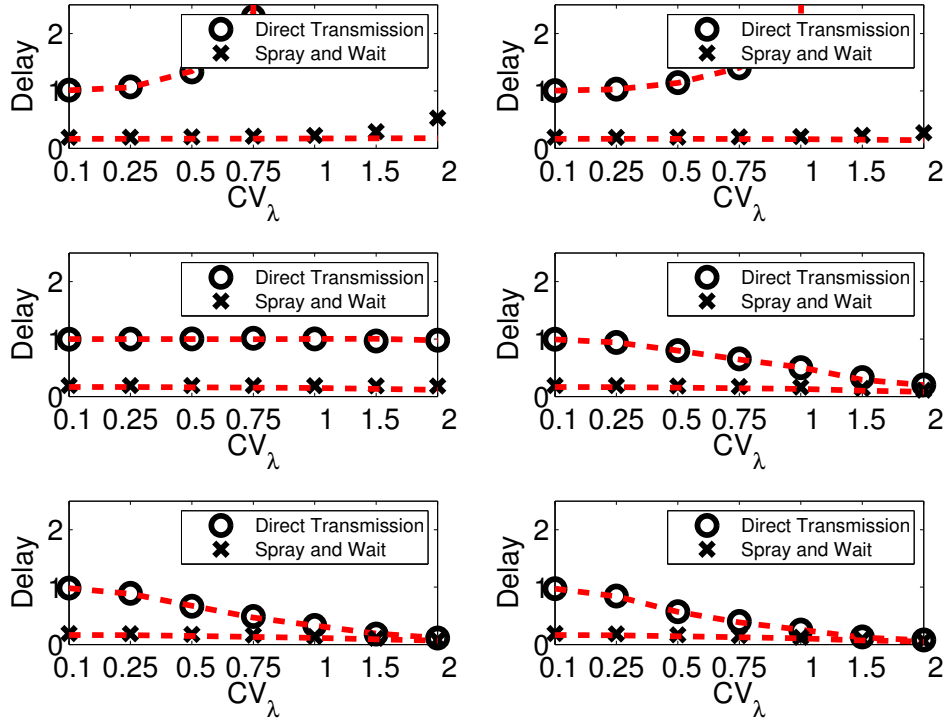 Delay
2
1
0
Direct Transmission
Spray and Wait
0.1 0.25 0.5 0.75 1 1.5 2
CVλ
Delay
2
1
0
Direct Transmission
Spray and Wait
0.1 0.25 0.5 0.75 1 1.5 2
CVλ
Delay
2
1
0
Direct Transmission
Spray and Wait
0.1 0.25 0.5 0.75 1 1.5 2
CVλ
Delay
2
1
0
Direct Transmission
Spray and Wait
0.1 0.25 0.5 0.75 1 1.5 2
CVλ
Delay
2
1
0
Direct Transmission
Spray and Wait
0.1 0.25 0.5 0.75 1 1.5 2
CVλ
Delay
2
1
0
Direct Transmission
Spray and Wait
0.1 0.25 0.5 0.75 1 1.5 2
CVλ